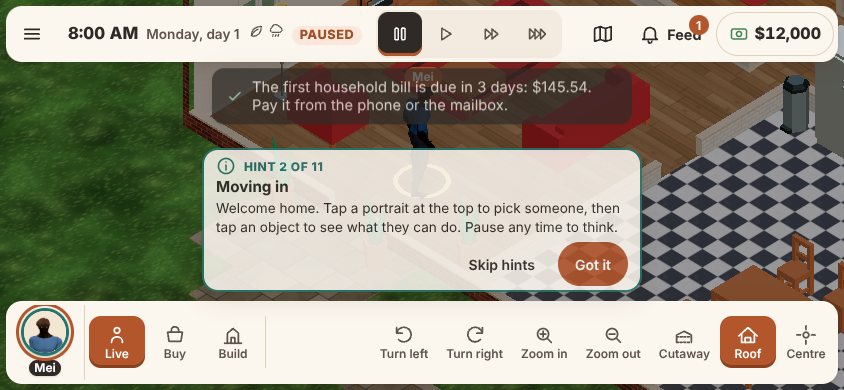 8:00 AM Monday, day 1 PAUSED Feed 1 $12,000
Mei
The first household bill is due in 3 days: $145.54.
Pay it from the phone or the mailbox.
HINT 2 OF 11
Moving in
Welcome home. Tap a portrait at the top to pick someone, then
tap an object to see what they can do. Pause any time to think.
Skip hints Got it
Mei Live Buy Build Turn left Turn right Zoom in Zoom out Cutaway Roof Centre